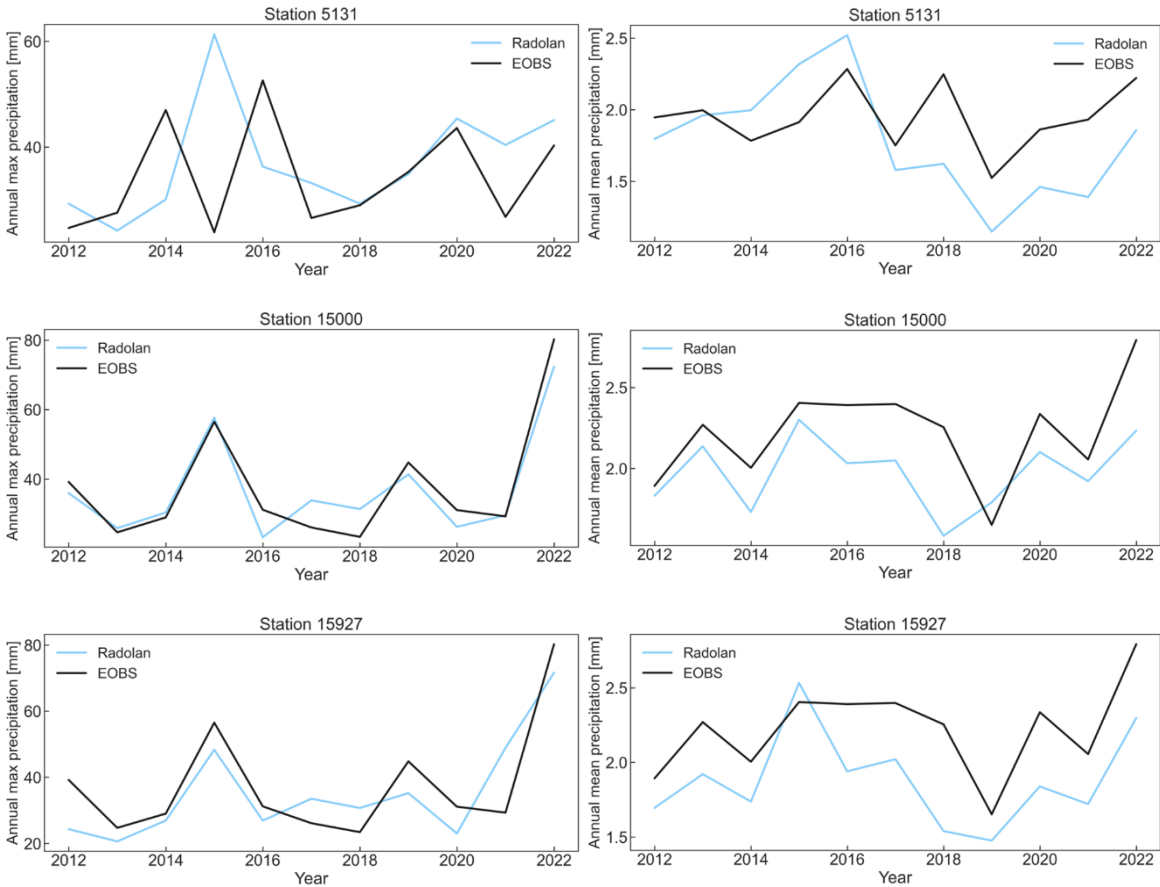 Station 5131
Annual max precipitation [mm]
60
40
Radolan
EOBS
2012 2014 2016 2018 2020 2022
Year
Station 5131
Annual mean precipitation [mm]
2.5
2.0
1.5
Radolan
EOBS
2012 2014 2016 2018 2020 2022
Year
Station 15000
Annual max precipitation [mm]
80
60
40
Radolan
EOBS
2012 2014 2016 2018 2020 2022
Year
Station 15000
Annual mean precipitation [mm]
2.5
2.0
Radolan
EOBS
2012 2014 2016 2018 2020 2022
Year
Station 15927
Annual max precipitation [mm]
80
60
40
20
Radolan
EOBS
2012 2014 2016 2018 2020 2022
Year
Station 15927
Annual mean precipitation [mm]
2.5
2.0
1.5
Radolan
EOBS
2012 2014 2016 2018 2020 2022
Year